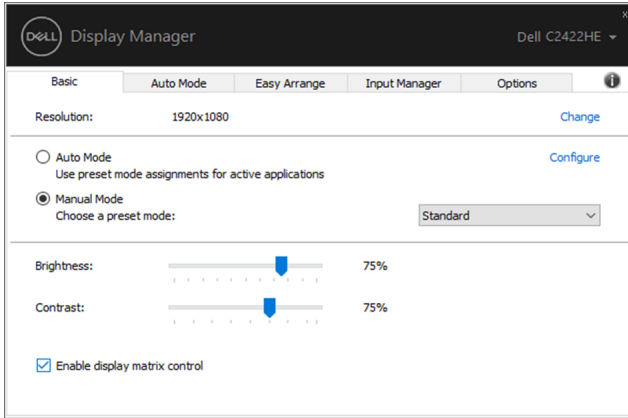 DELL Display Manager
Dell C2422HE
x
Basic
Auto Mode
Easy Arrange
Input Manager
Options
i
Resolution: 1920x1080 Change
Auto Mode Configure
Use preset mode assignments for active applications
Manual Mode
Choose a preset mode: Standard
Brightness: 75%
Contrast: 75%
Enable display matrix control